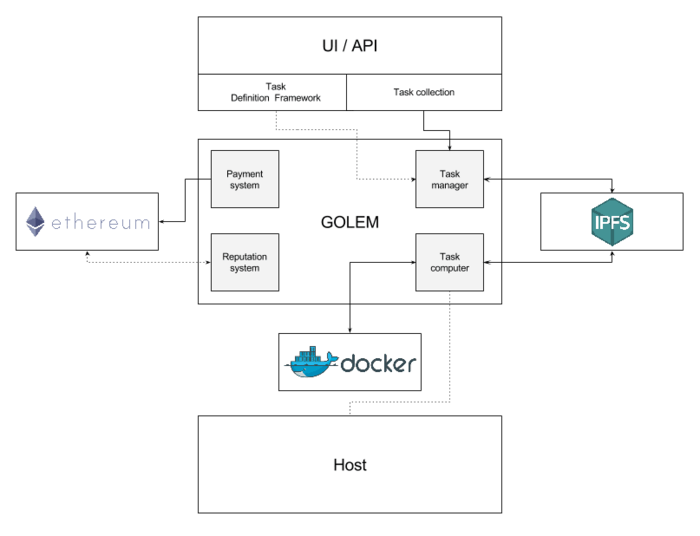 UI / API
Task
Definition Framework
Task collection
Payment
system
Task
manager
ethereum
GOLEM
IPFS
Reputation
system
Task
computer
docker
Host